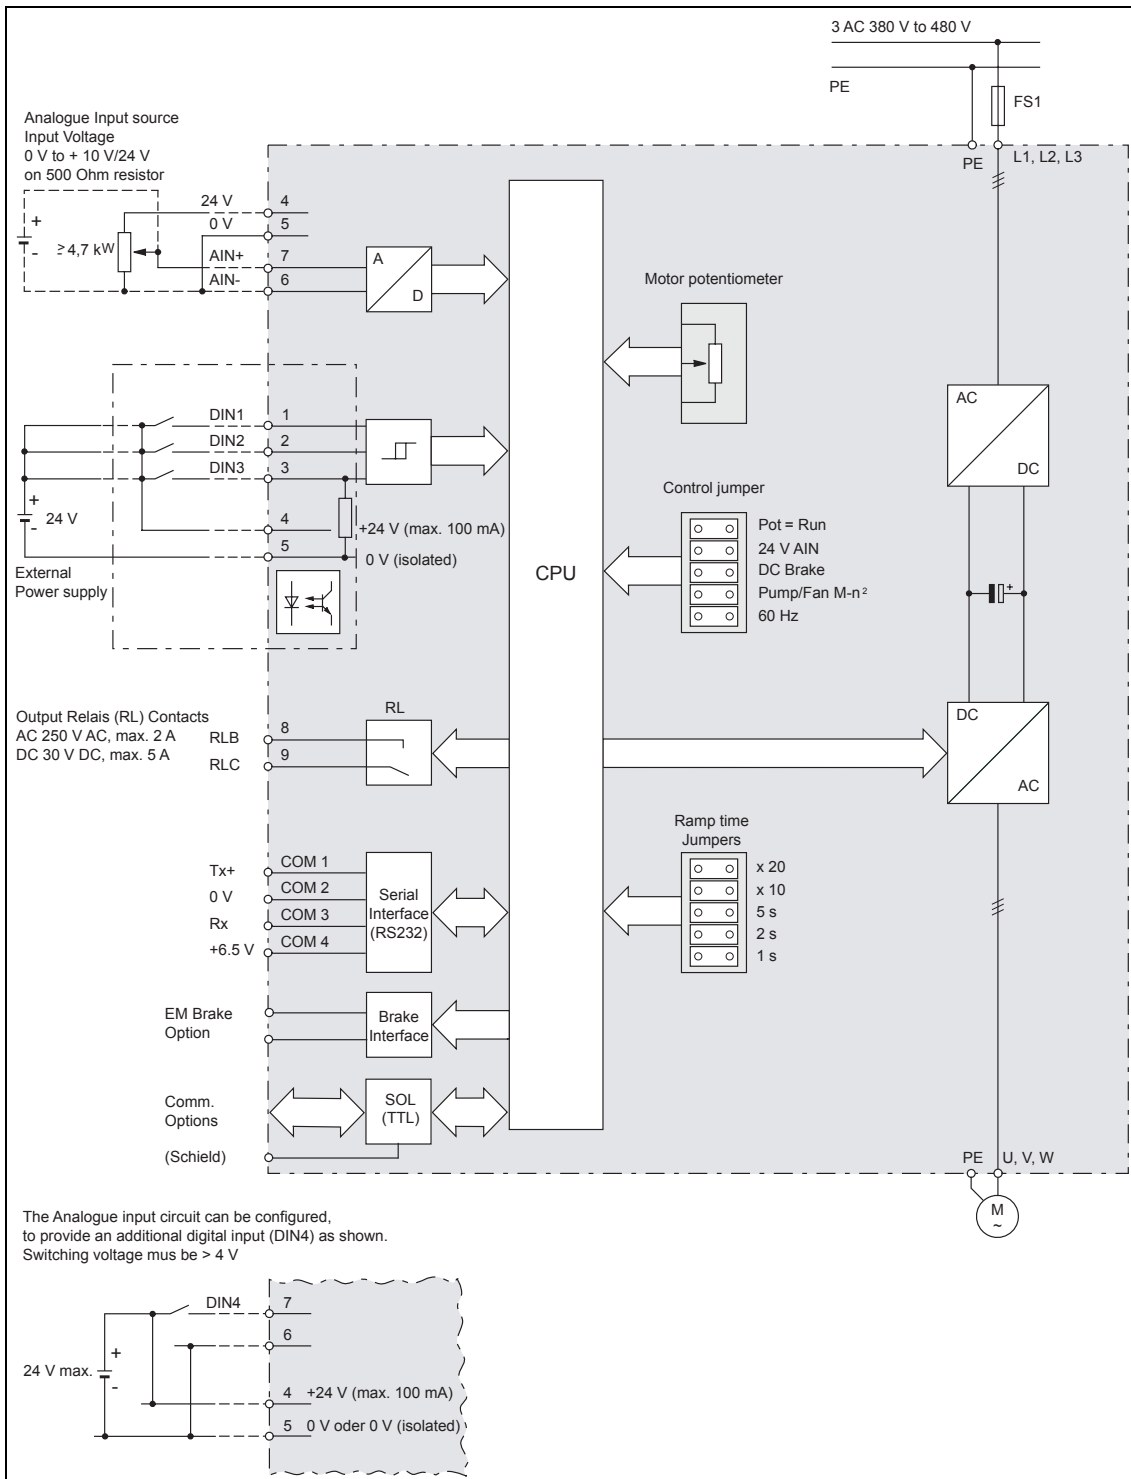 3 AC 380 V to 480 V
PE
FS1
Analogue Input source
Input Voltage
0 V to + 10 V/24 V
on 500 Ohm resistor
PE
L1, L2, L3
24 V
4
0 V
5
+
-
≥4,7 kW
AIN+
7
AIN-
6
A
D
Motor potentiometer
DIN1
1
DIN2
2
DIN3
3
+
-
24 V
4
+24 V (max. 100 mA)
5
0 V (isolated)
External
Power supply
CPU
Control jumper
Pot = Run
24 V AIN
DC Brake
Pump/Fan M-n²
60 Hz
AC
DC
+
DC
AC
Output Relais (RL) Contacts
AC 250 V AC, max. 2 A
DC 30 V DC, max. 5 A
RL
RLB
8
RLC
9
Ramp time
Jumpers
x 20
x 10
5 s
2 s
1 s
Tx+
COM 1
0 V
COM 2
Rx
COM 3
+6.5 V
COM 4
Serial
Interface
(RS232)
EM Brake
Option
Brake
Interface
Comm.
Options
SOL
(TTL)
(Schield)
PE
U, V, W
M
~
The Analogue input circuit can be configured,
to provide an additional digital input (DIN4) as shown.
Switching voltage mus be > 4 V
DIN4
7
6
24 V max.
+
-
4 +24 V (max. 100 mA)
5 0 V oder 0 V (isolated)